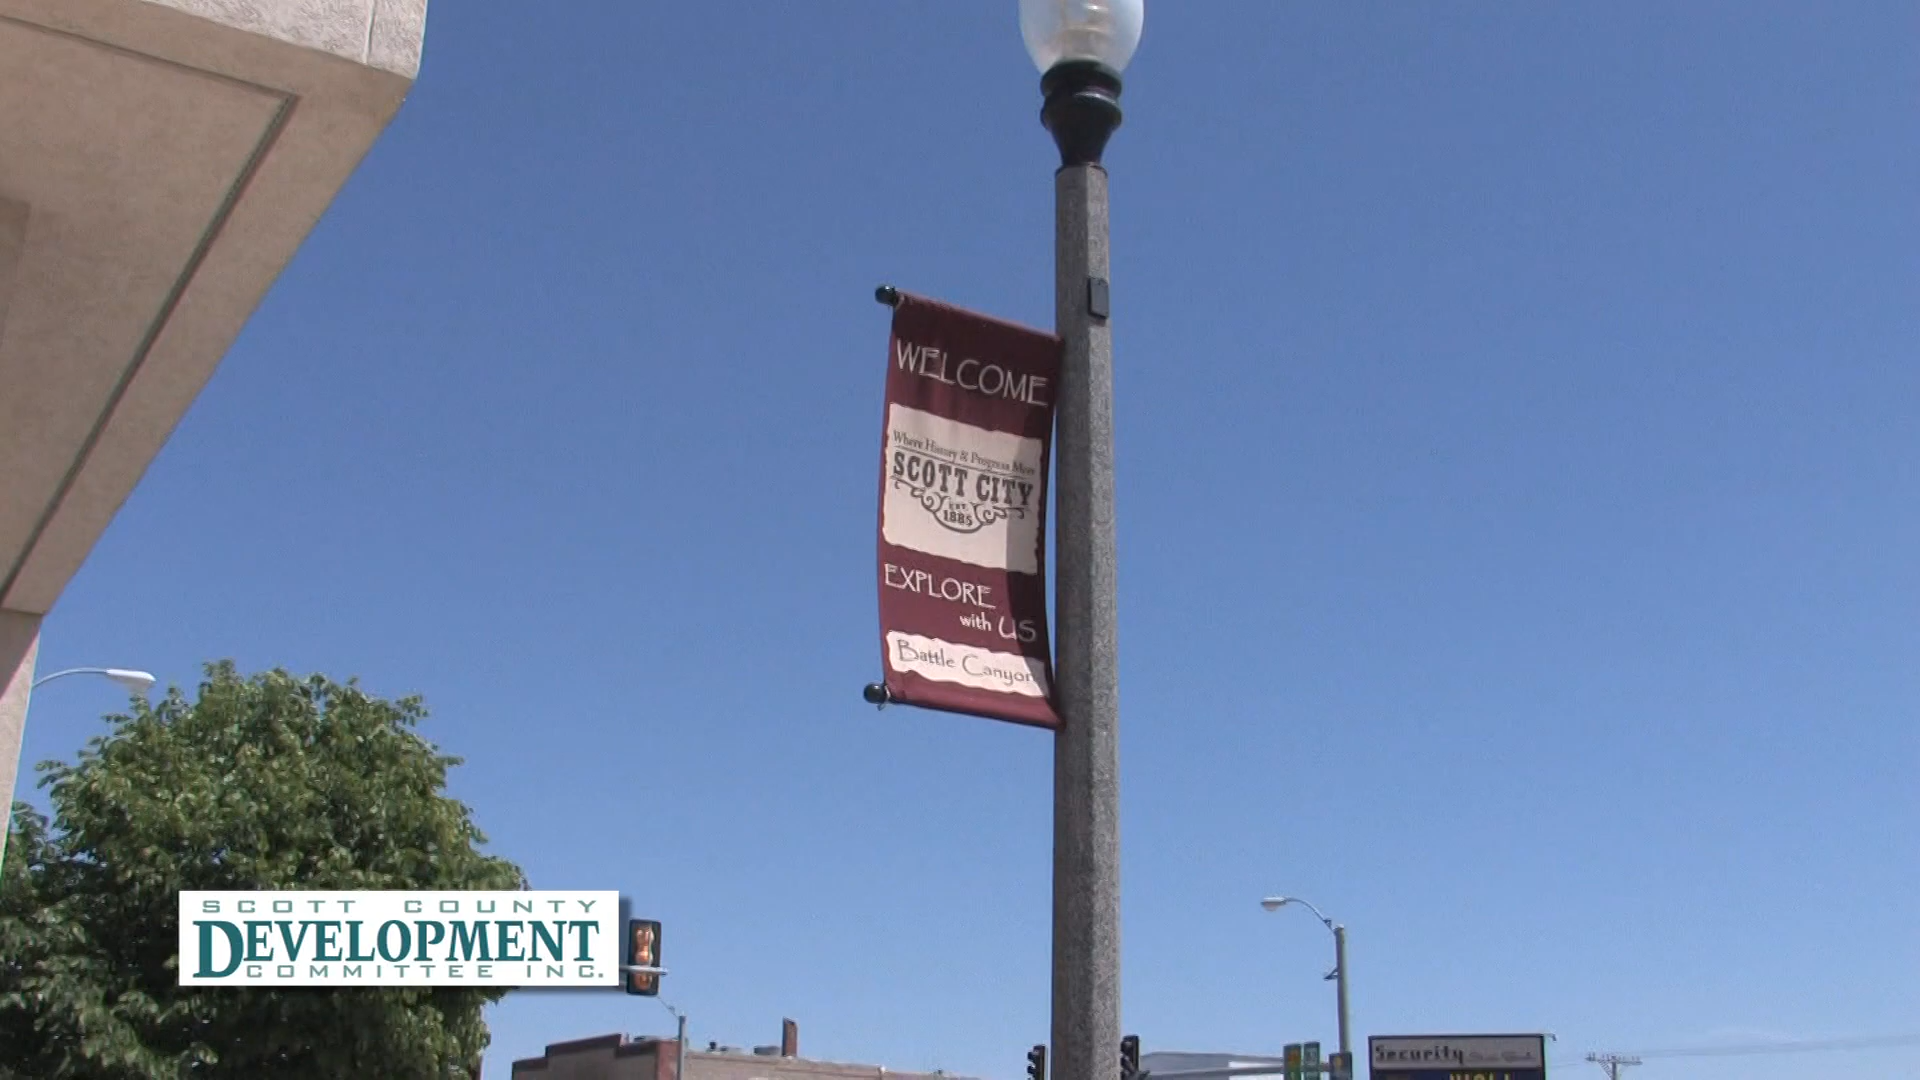 WELCOME
Where History & Progress Meet
SCOTT CITY
EST.
1885
EXPLORE
with US
Battle Canyon
SCOTT COUNTY
DEVELOPMENT
COMMITTEE INC.
Security